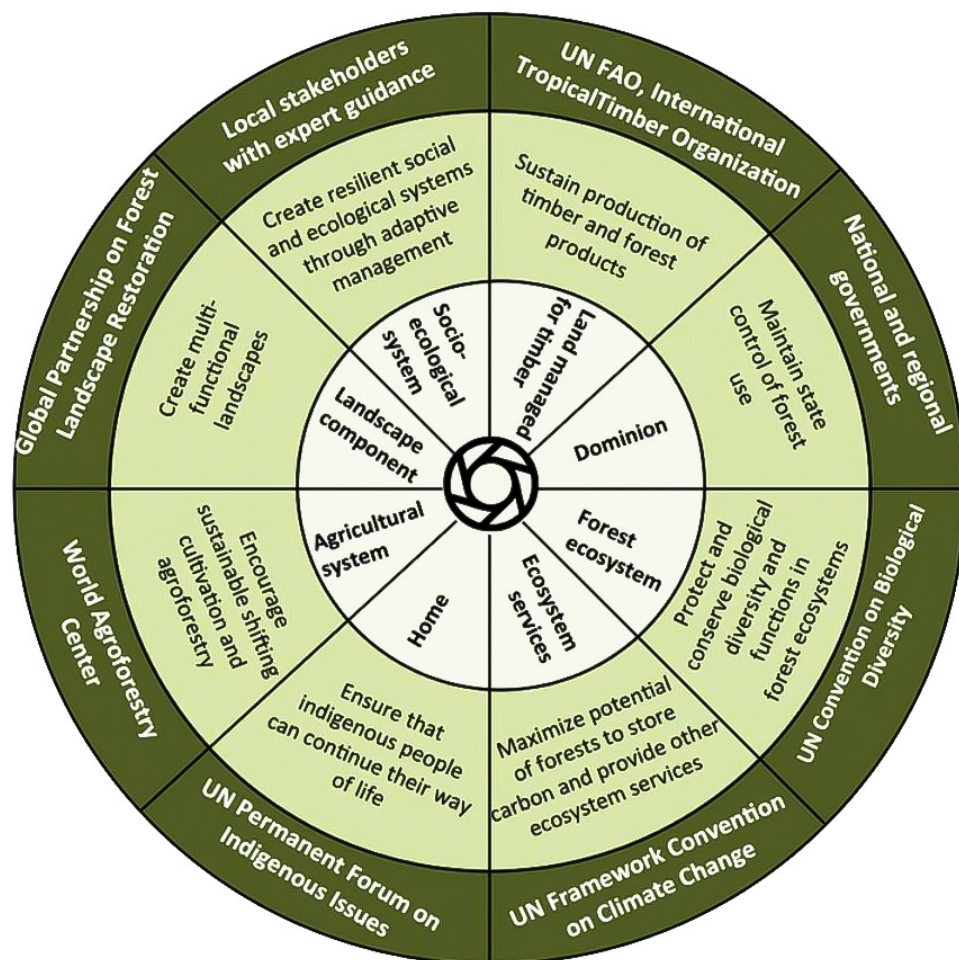 Local stakeholders
with expert guidance
UN FAO, International
TropicalTimber Organization
National and regional
governments
UN Convention on Biological
Diversity
UN Framework Convention
on Climate Change
UN Permanent Forum on
Indigenous Issues
World Agroforestry
Center
Global Partnership on Forest
Landscape Restoration
Create resilient social
and ecological systems
through adaptive
management
Sustain production of
timber and forest
products
Maintain state
control of forest
use
Protect and
conserve biological
diversity and
functions in
forest ecosystems
Maximize potential
of forests to store
carbon and provide other
ecosystem services
Ensure that
indigenous people
can continue their way
of life
Encourage
sustainable shifting
cultivation and
agroforestry
Create multi-
functional
landscapes
Socio-
ecological
system
Land managed
for timber
Dominion
Forest
ecosystem
Ecosystem
services
Home
Agricultural
system
Landscape
component